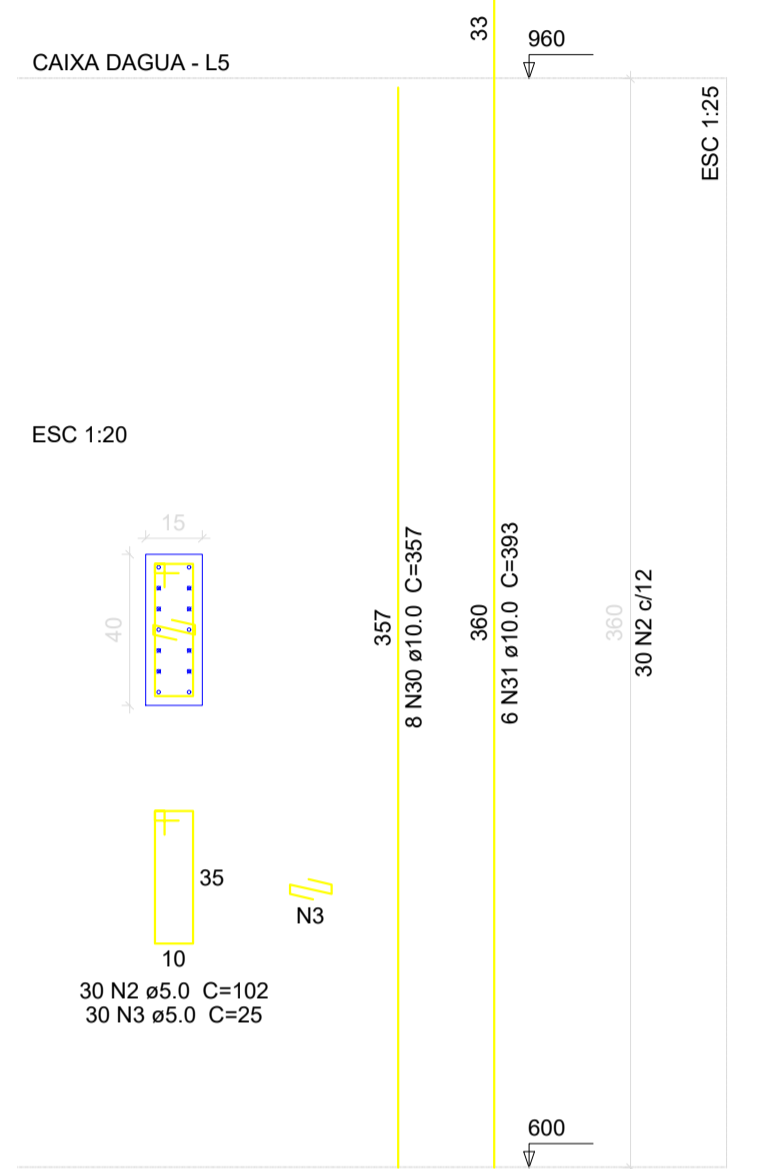 33
960
CAIXA DAGUA - L5
ESC 1:25
ESC 1:20
15
40
357
8 N30 ø10.0 C=357
360
6 N31 ø10.0 C=393
360
30 N2 c/12
35
N3
10
30 N2 ø5.0 C=102
30 N3 ø5.0 C=25
600